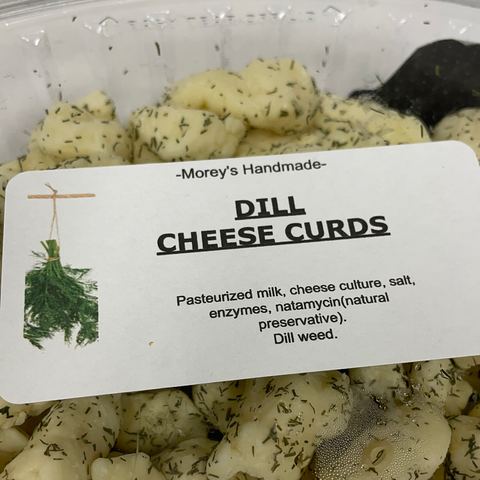 -Morey's Handmade-
DILL
CHEESE CURDS
Pasteurized milk, cheese culture, salt,
enzymes, natamycin(natural
preservative).
Dill weed.